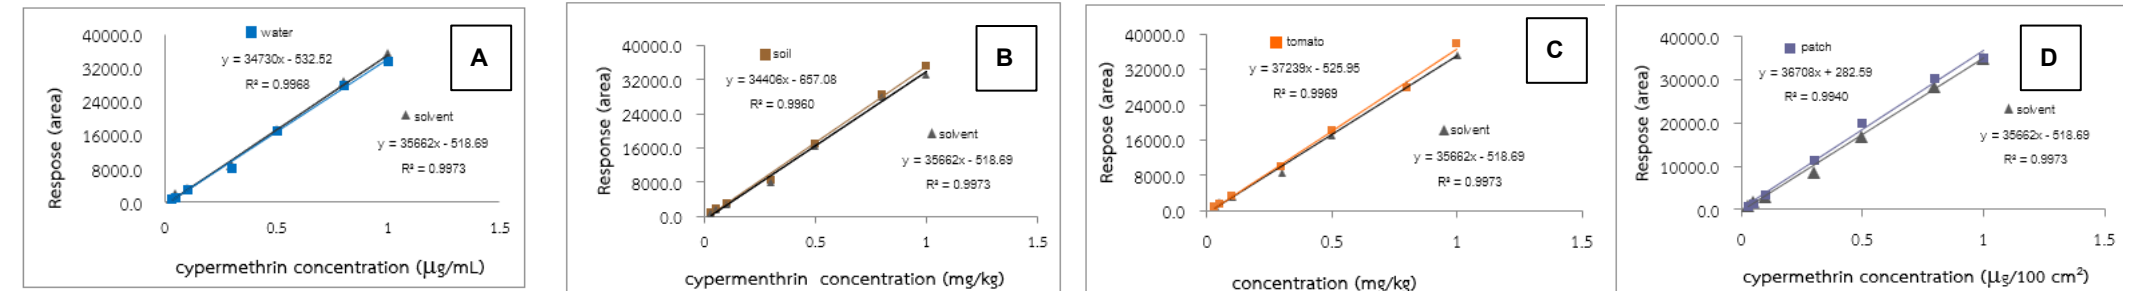 A
water
y = 34730x - 532.52
R² = 0.9968
solvent
y = 35662x - 518.69
R² = 0.9973
40000.0
32000.0
24000.0
16000.0
8000.0
0.0
Respose (area)
0
0.5
1
1.5
cypermethrin concentration (µg/mL)
B
soil
y = 34406x - 657.08
R² = 0.9960
solvent
y = 35662x - 518.69
R² = 0.9973
40000.0
32000.0
24000.0
16000.0
8000.0
0.0
Response (area)
0
0.5
1
1.5
cypermenthrin concentration (mg/kg)
C
tomato
y = 37239x - 525.95
R² = 0.9969
solvent
y = 35662x - 518.69
R² = 0.9973
40000.0
32000.0
24000.0
16000.0
8000.0
0.0
Respose (area)
0
0.5
1
1.5
concentration (mg/kg)
D
patch
y = 36708x + 282.59
R² = 0.9940
solvent
y = 35662x - 518.69
R² = 0.9973
40000.0
30000.0
20000.0
10000.0
0.0
Respose (area)
0
0.5
1
1.5
cypermethrin concentration (µg/100 cm²)